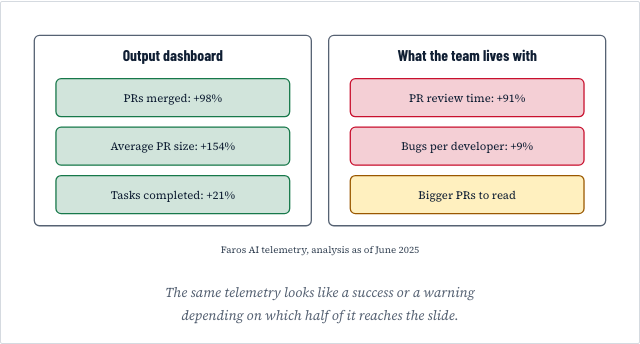 Output dashboard
PRs merged: +98%
Average PR size: +154%
Tasks completed: +21%
What the team lives with
PR review time: +91%
Bugs per developer: +9%
Bigger PRs to read
Faros AI telemetry, analysis as of June 2025
The same telemetry looks like a success or a warning
depending on which half of it reaches the slide.